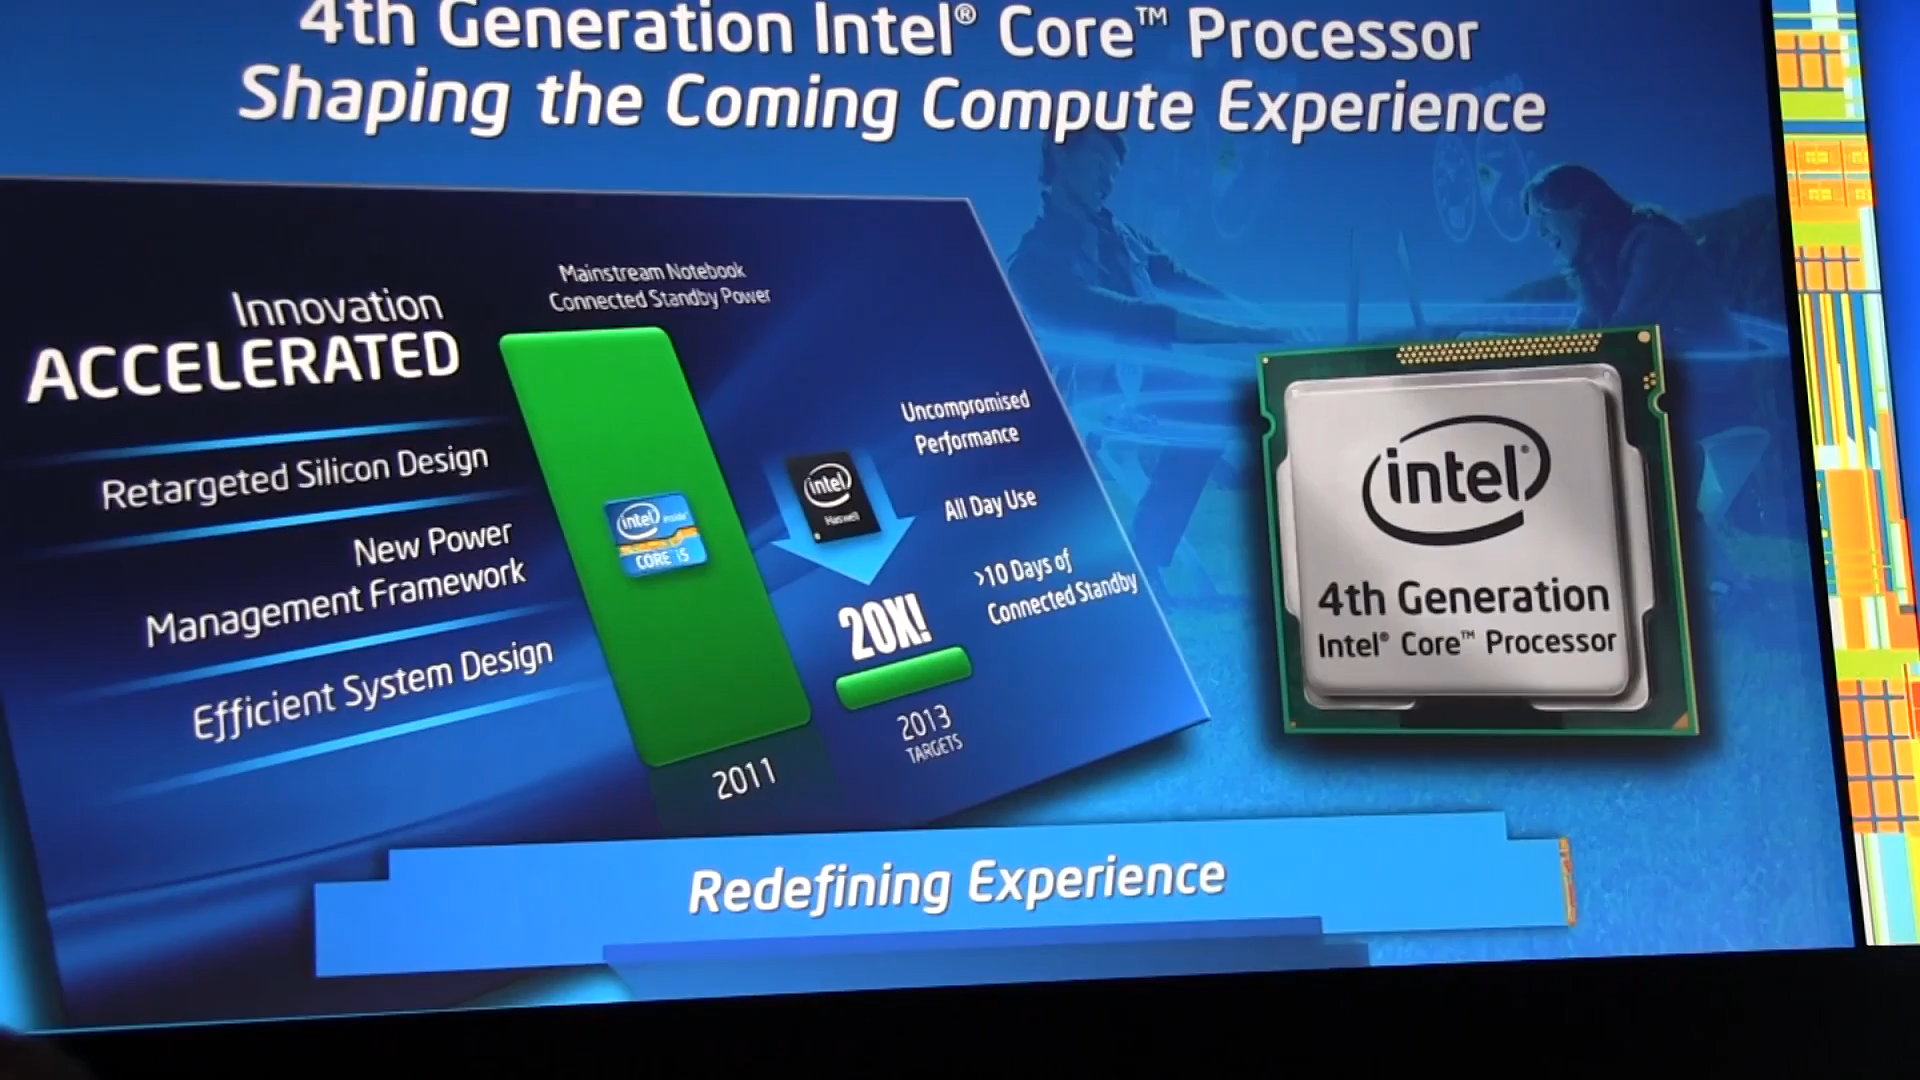 4th Generation Intel® Core™ Processor
Shaping the Coming Compute Experience
Innovation
ACCELERATED
Retargeted Silicon Design
New Power
Management Framework
Efficient System Design
Mainstream Notebook
Connected Standby Power
intel inside
CORE i5
2011
intel
Haswell
20X!
2013
TARGETS
Uncompromised
Performance
All Day Use
>10 Days of
Connected Standby
intel®
4th Generation
Intel® Core™ Processor
Redefining Experience